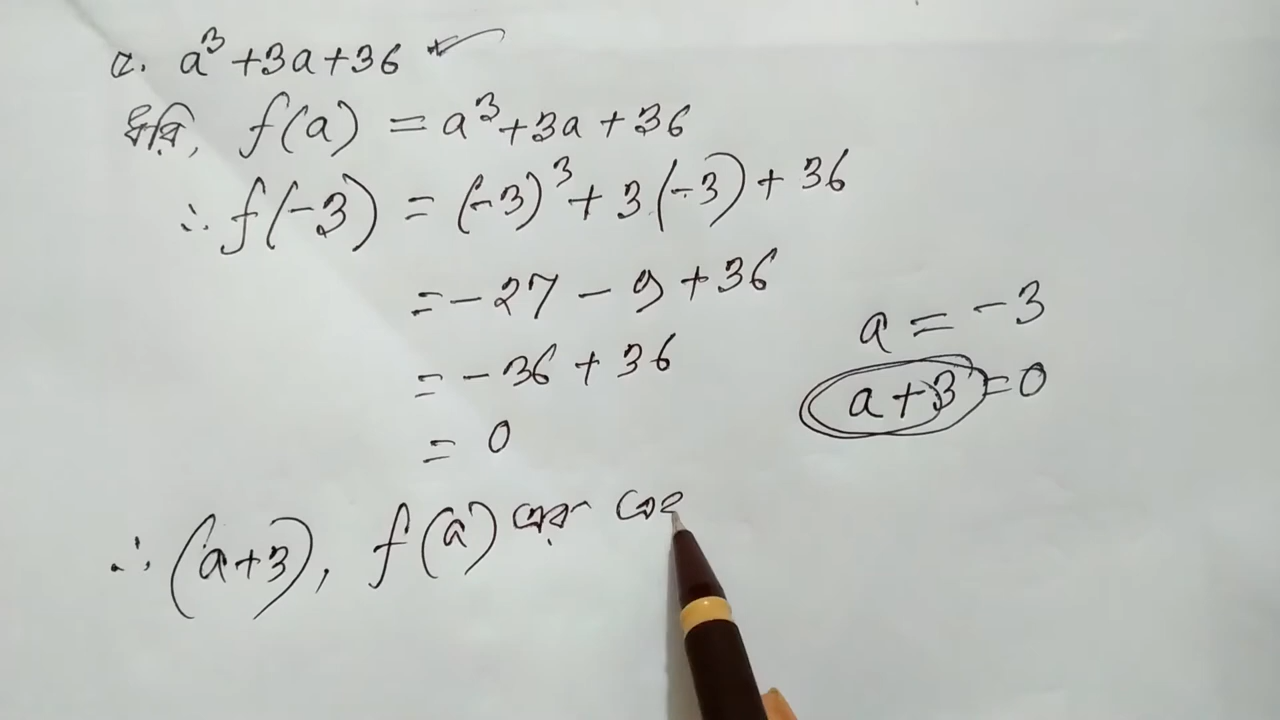 ৫. a³ + 3a + 36
ধরি, f(a) = a³ + 3a + 36
∴ f(-3) = (-3)³ + 3(-3) + 36
= -27 - 9 + 36
= -36 + 36
= 0
a = -3
a+3 = 0
∴ (a+3), f(a) এর